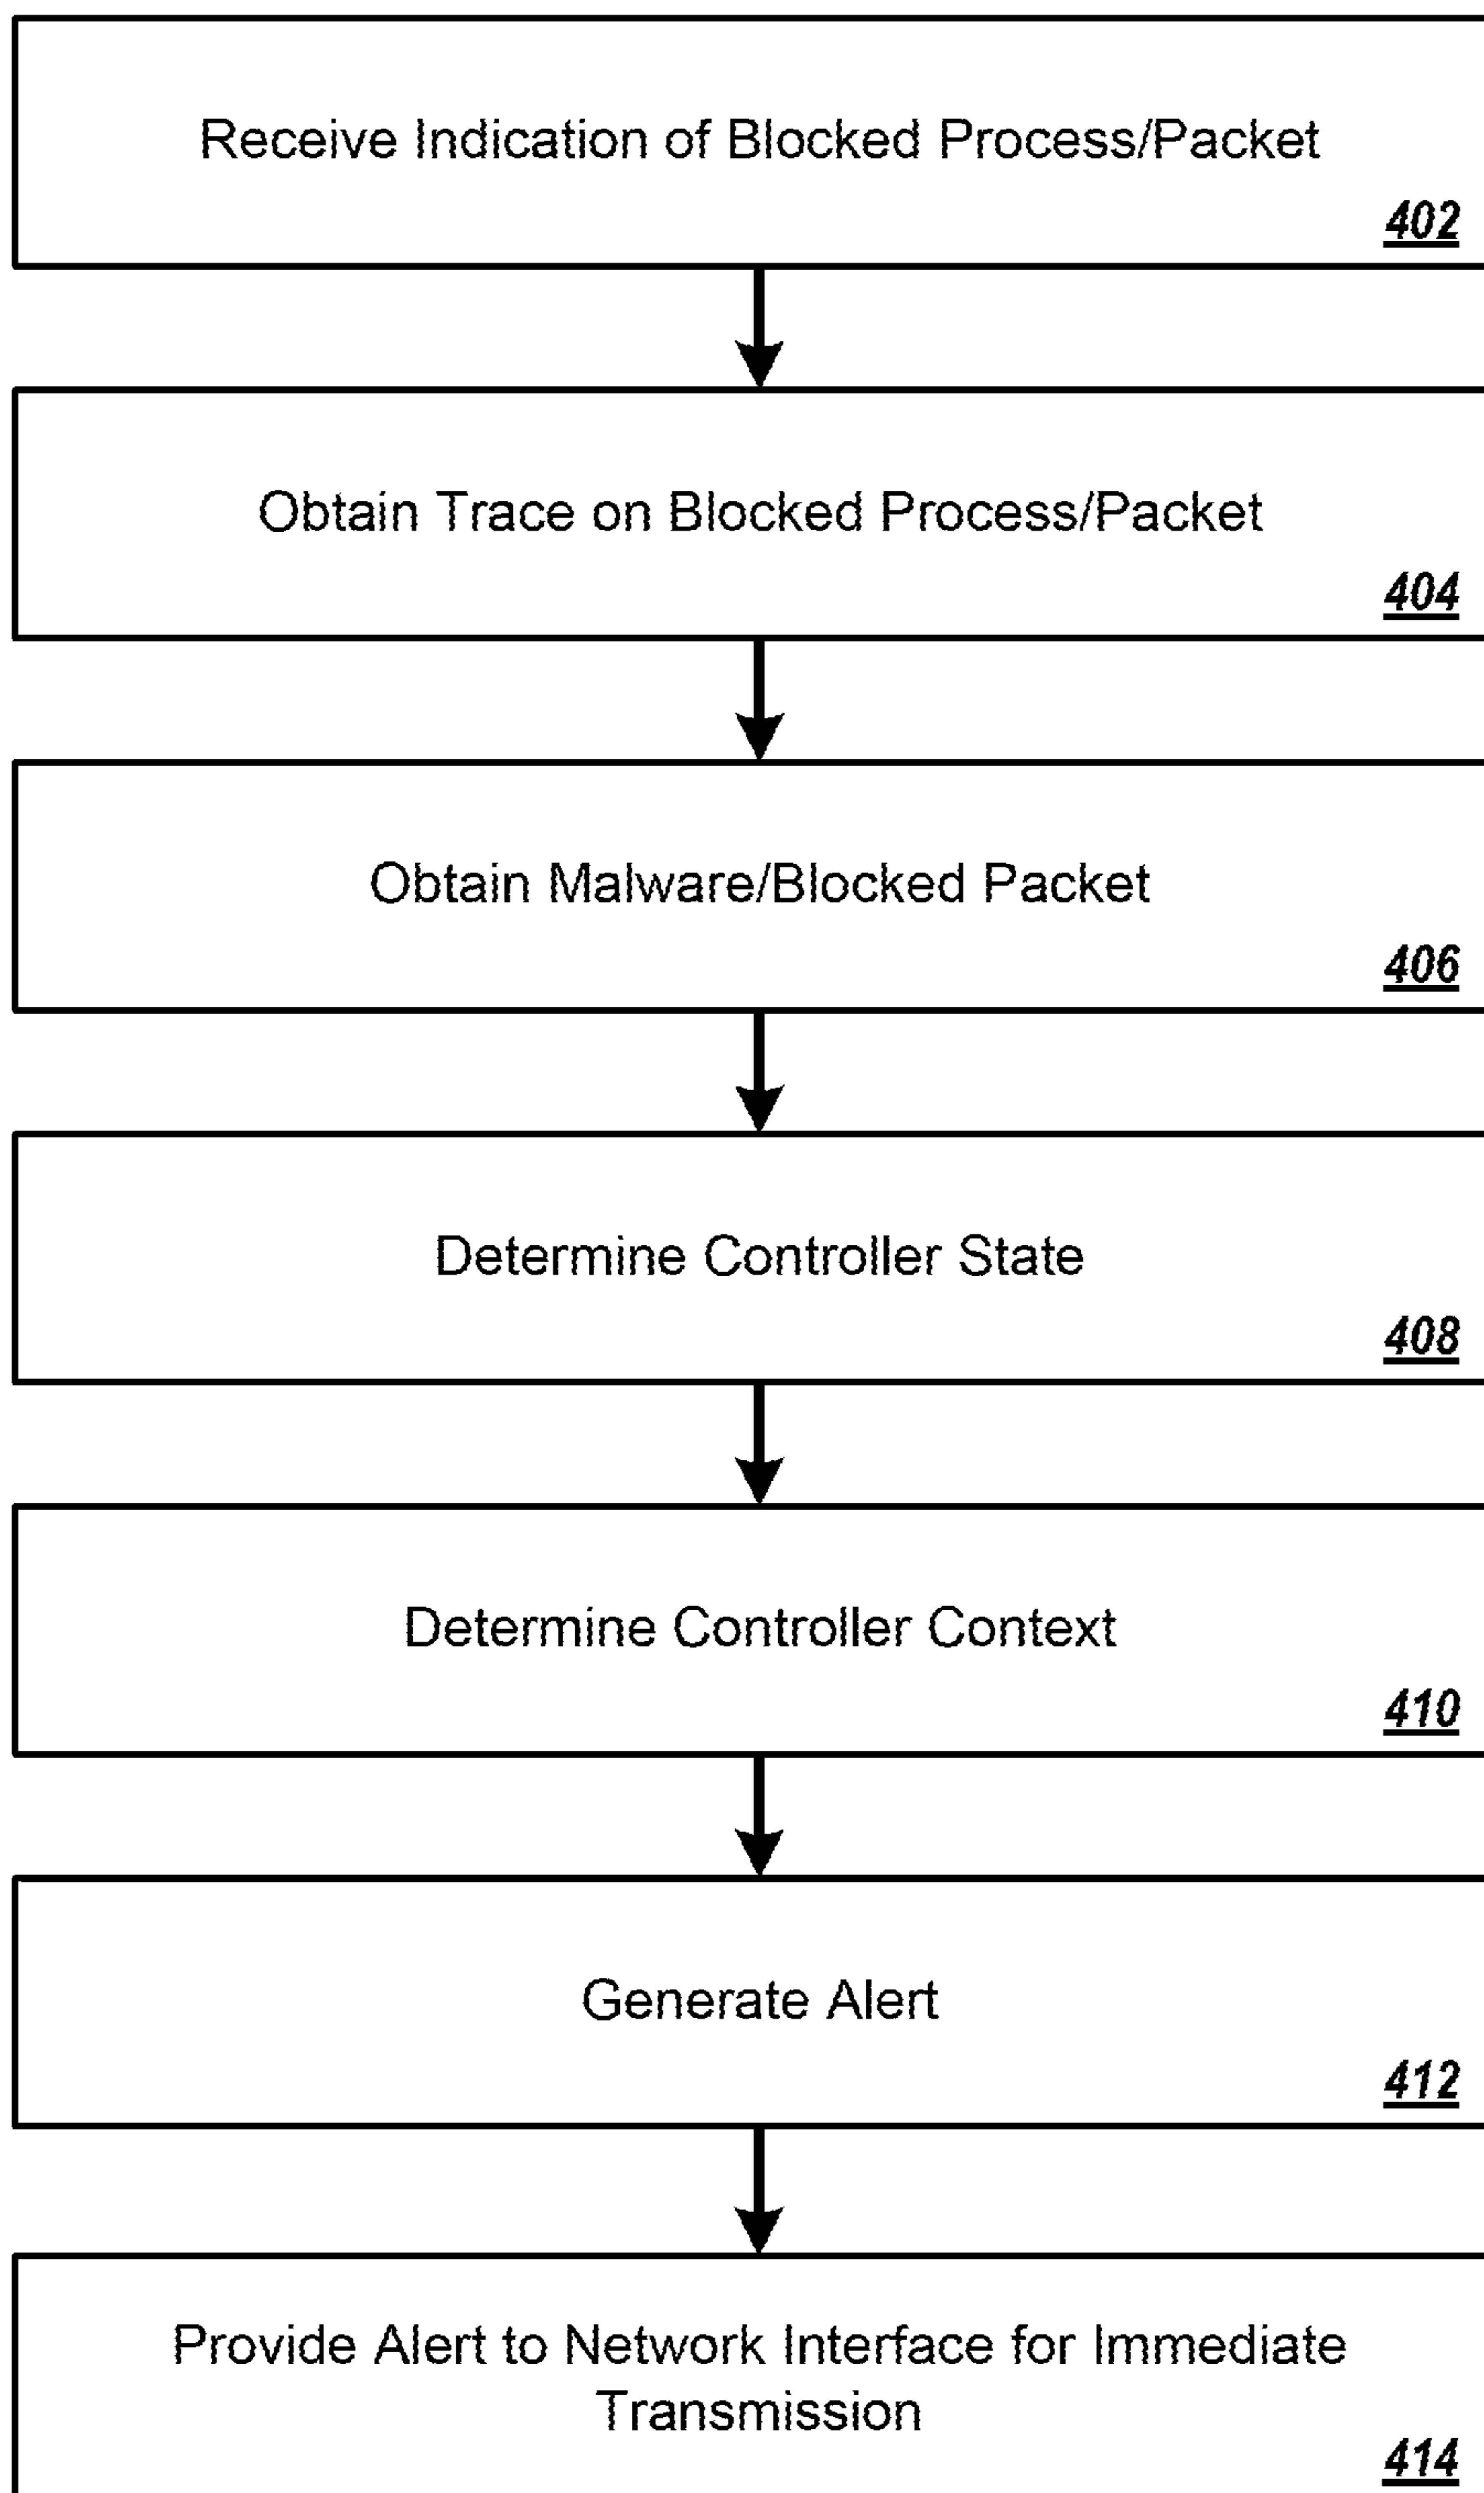 Receive Indication of Blocked Process/Packet
402
Obtain Trace on Blocked Process/Packet
404
Obtain Malware/Blocked Packet
406
Determine Controller State
408
Determine Controller Context
410
Generate Alert
412
Provide Alert to Network Interface for Immediate
Transmission
414